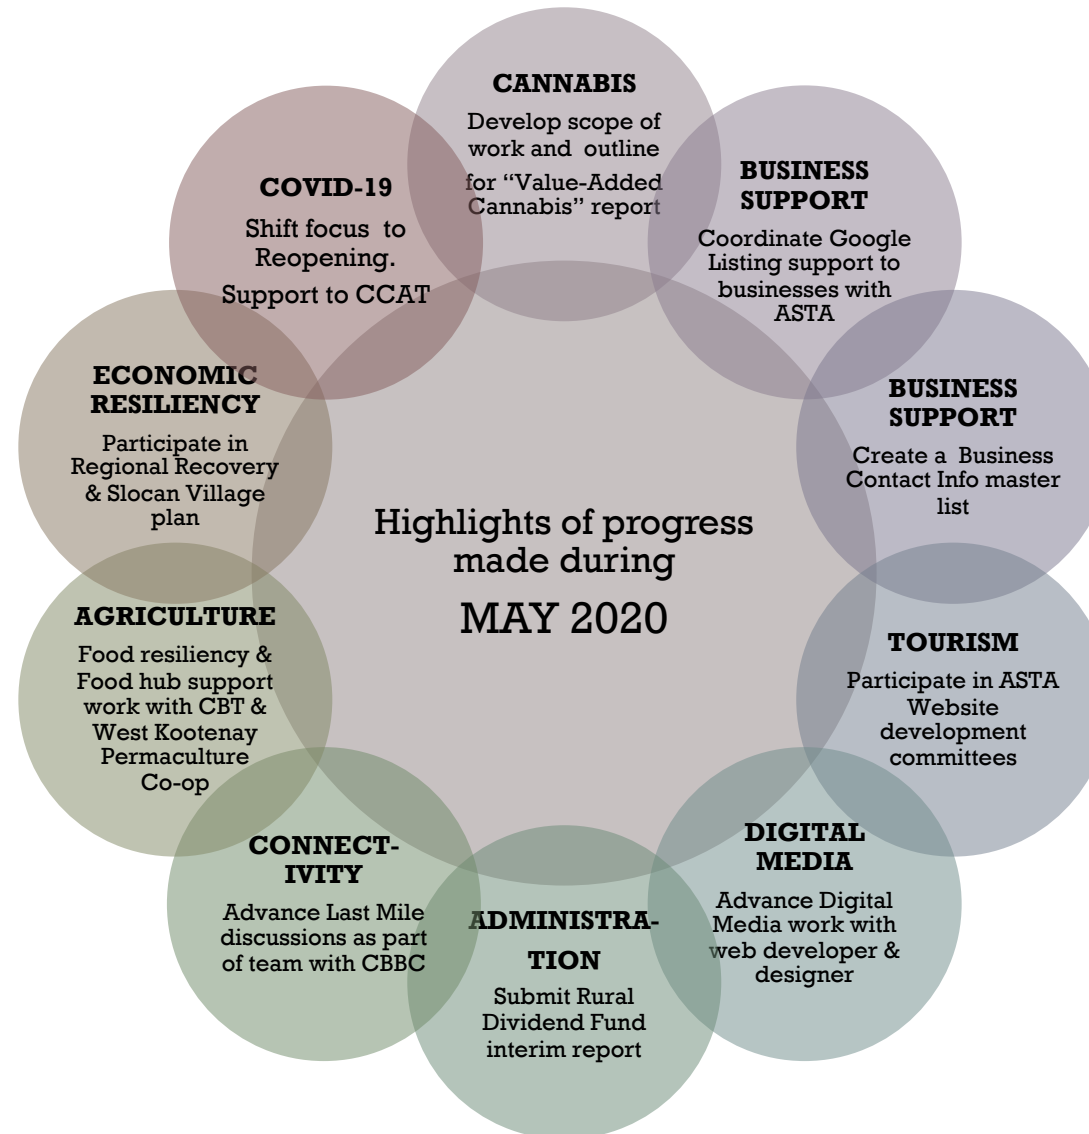 CANNABIS
Develop scope of
work and outline
for “Value-Added
Cannabis” report
BUSINESS
SUPPORT
Coordinate Google
Listing support to
businesses with
ASTA
BUSINESS
SUPPORT
Create a Business
Contact Info master
list
TOURISM
Participate in ASTA
Website
development
committees
DIGITAL
MEDIA
Advance Digital
Media work with
web developer &
designer
ADMINISTRA-
TION
Submit Rural
Dividend Fund
interim report
CONNECT-
IVITY
Advance Last Mile
discussions as part
of team with CBBC
AGRICULTURE
Food resiliency &
Food hub support
work with CBT &
West Kootenay
Permaculture
Co-op
ECONOMIC
RESILIENCY
Participate in
Regional Recovery
& Slocan Village
plan
COVID-19
Shift focus to
Reopening.
Support to CCAT
Highlights of progress
made during
MAY 2020